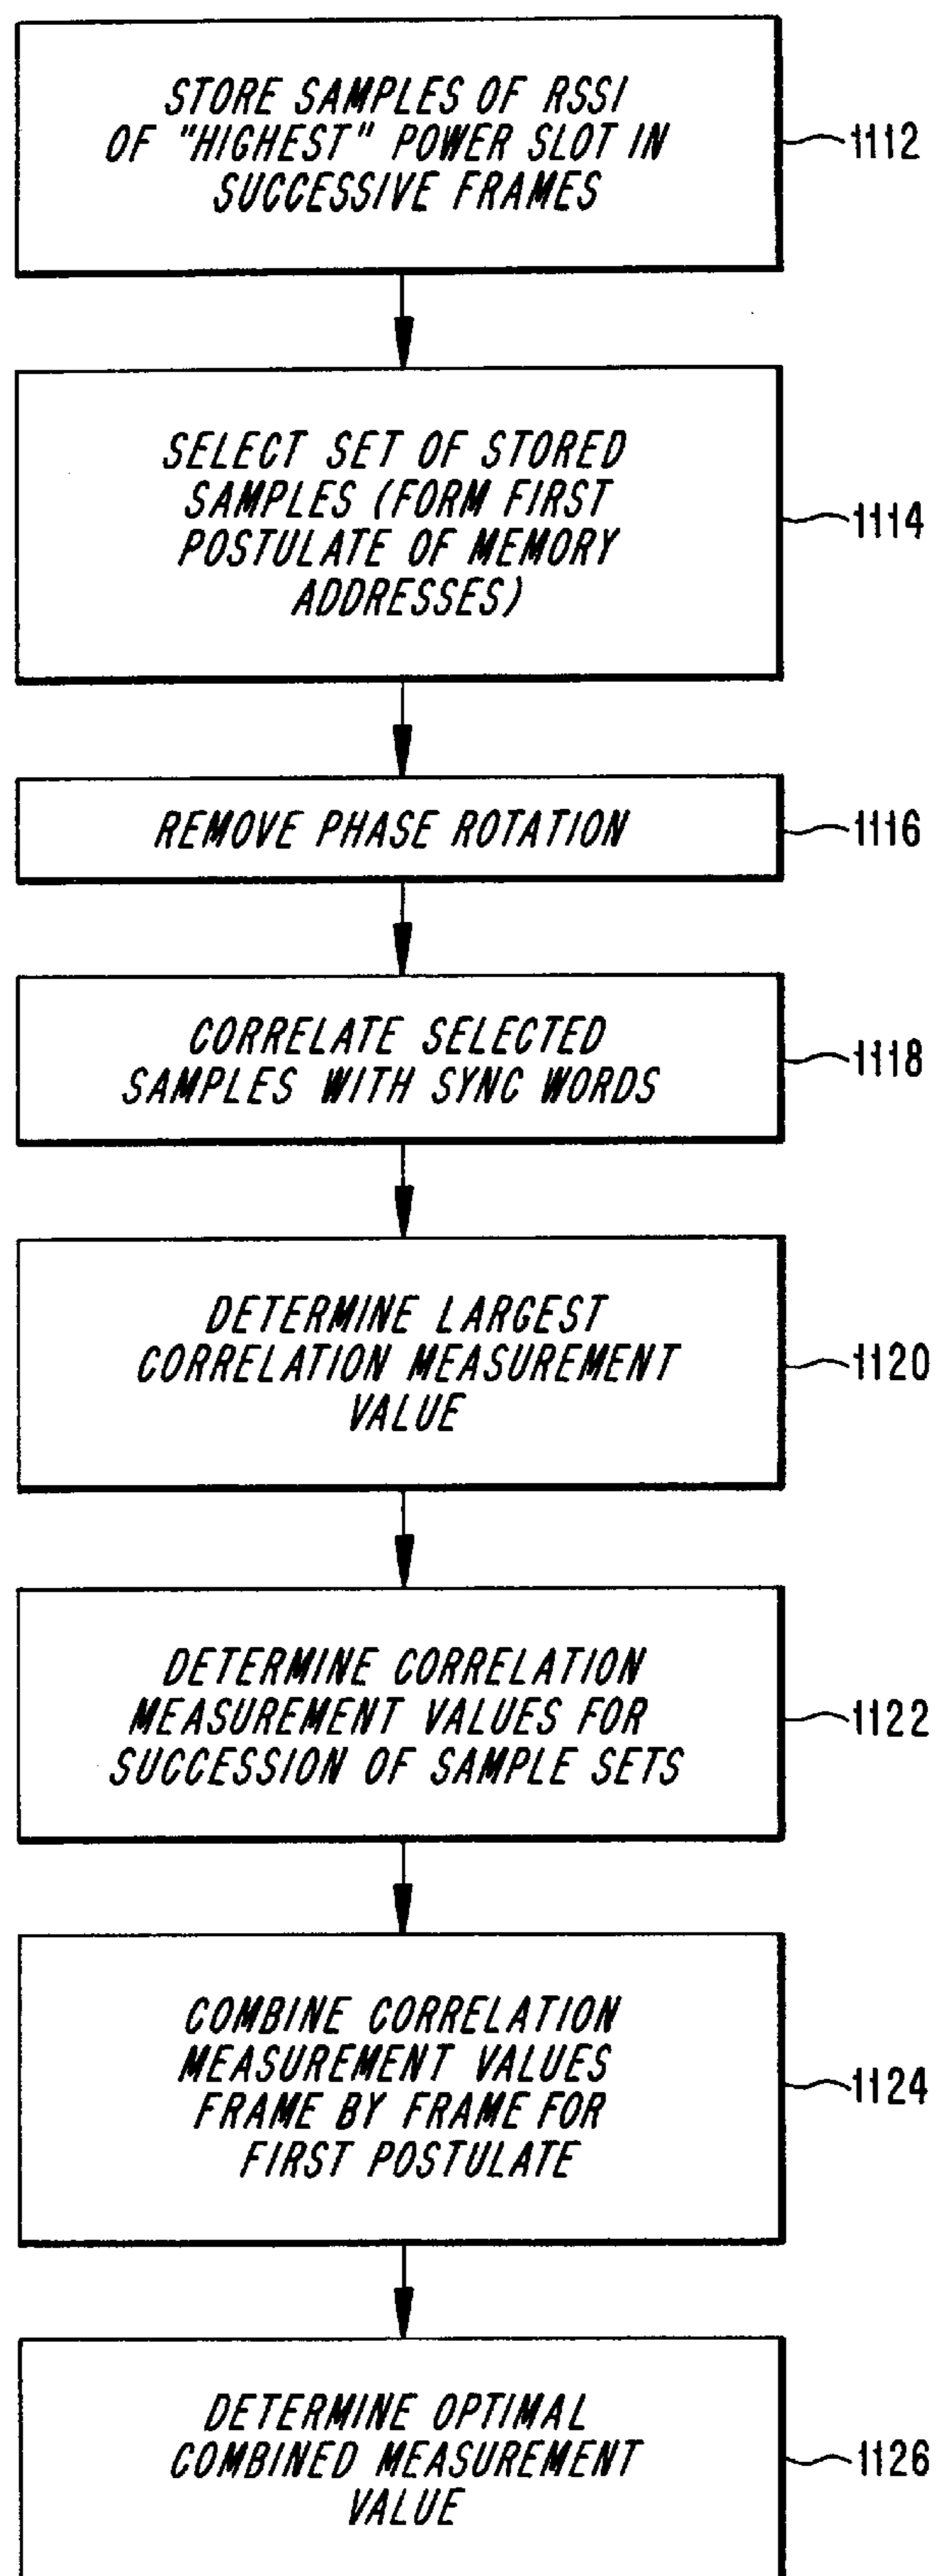 STORE SAMPLES OF RSSI
OF "HIGHEST" POWER SLOT IN
SUCCESSIVE FRAMES
1112
SELECT SET OF STORED
SAMPLES (FORM FIRST
POSTULATE OF MEMORY
ADDRESSES)
1114
REMOVE PHASE ROTATION
1116
CORRELATE SELECTED
SAMPLES WITH SYNC WORDS
1118
DETERMINE LARGEST
CORRELATION MEASUREMENT
VALUE
1120
DETERMINE CORRELATION
MEASUREMENT VALUES FOR
SUCCESSION OF SAMPLE SETS
1122
COMBINE CORRELATION
MEASUREMENT VALUES
FRAME BY FRAME FOR
FIRST POSTULATE
1124
DETERMINE OPTIMAL
COMBINED MEASUREMENT
VALUE
1126